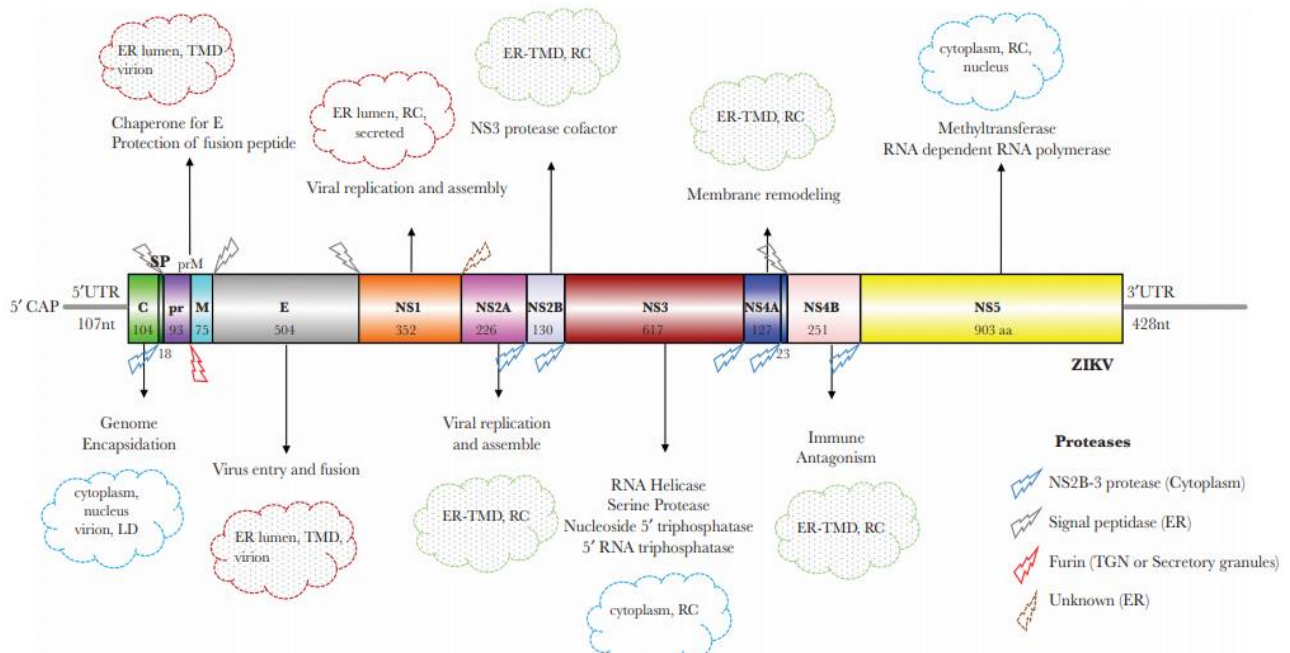 ER lumen, TMD
virion
Chaperone for E
Protection of fusion peptide
ER lumen, RC,
secreted
Viral replication and assembly
ER-TMD, RC
NS3 protease cofactor
ER-TMD, RC
Membrane remodeling
cytoplasm, RC,
nucleus
Methyltransferase
RNA dependent RNA polymerase
SP
prM
5′ CAP
5′UTR
107nt
C
104
18
pr
93
M
75
E
504
NS1
352
NS2A
226
NS2B
130
NS3
617
NS4A
127
23
NS4B
251
NS5
903 aa
3′UTR
428nt
ZIKV
Genome
Encapsidation
cytoplasm,
nucleus
virion, LD
Virus entry and fusion
ER lumen, TMD,
virion
Viral replication
and assemble
ER-TMD, RC
RNA Helicase
Serine Protease
Nucleoside 5′ triphosphatase
5′ RNA triphosphatase
cytoplasm, RC
Immune
Antagonism
ER-TMD, RC
Proteases
NS2B-3 protease (Cytoplasm)
Signal peptidase (ER)
Furin (TGN or Secretory granules)
Unknown (ER)